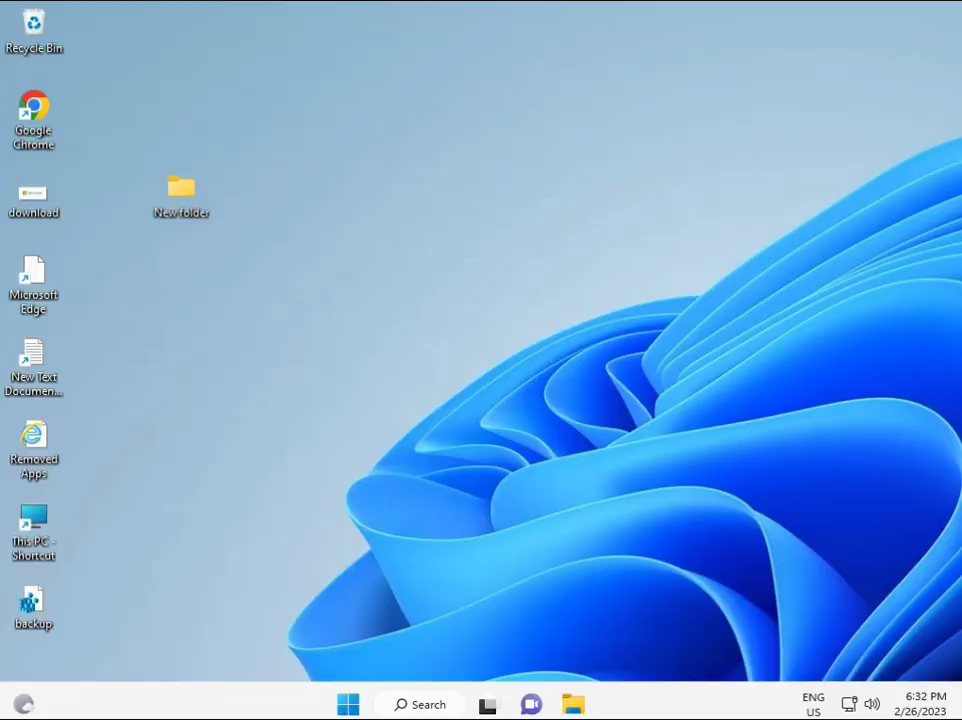 Recycle Bin
Google
Chrome
download
New folder
Microsoft
Edge
New Text
Documen...
Removed
Apps
This PC -
Shortcut
backup
Search
ENG
US
6:32 PM
2/26/2023